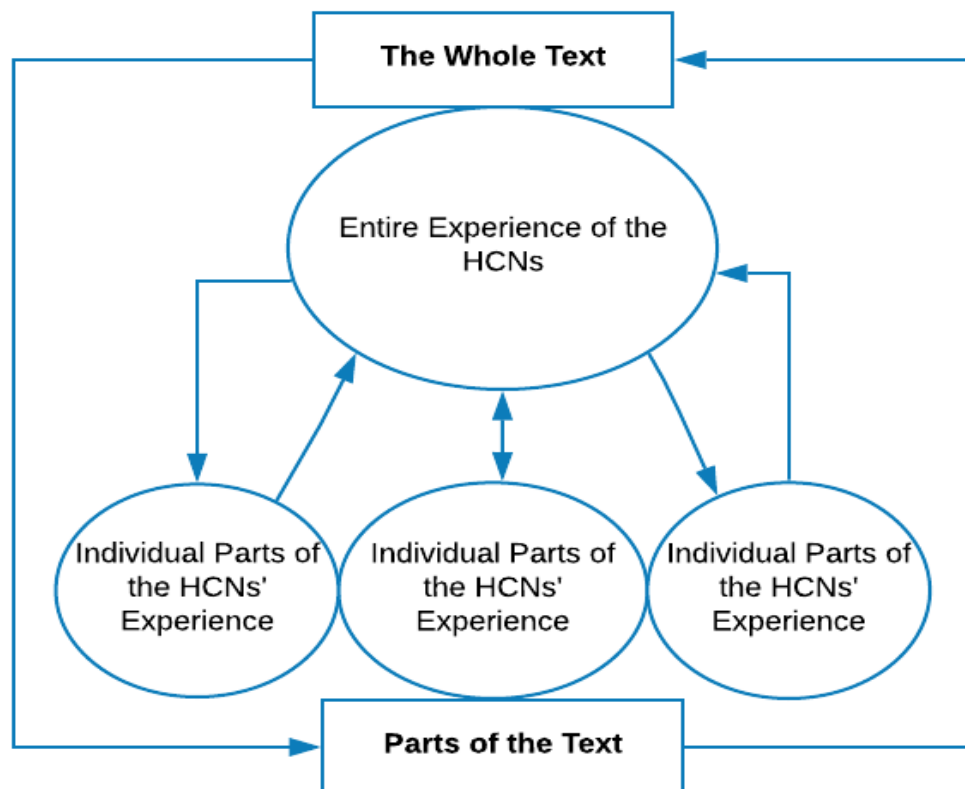 The Whole Text
Entire Experience of the
HCNs
Individual Parts of
the HCNs'
Experience
Individual Parts of
the HCNs'
Experience
Individual Parts of
the HCNs'
Experience
Parts of the Text